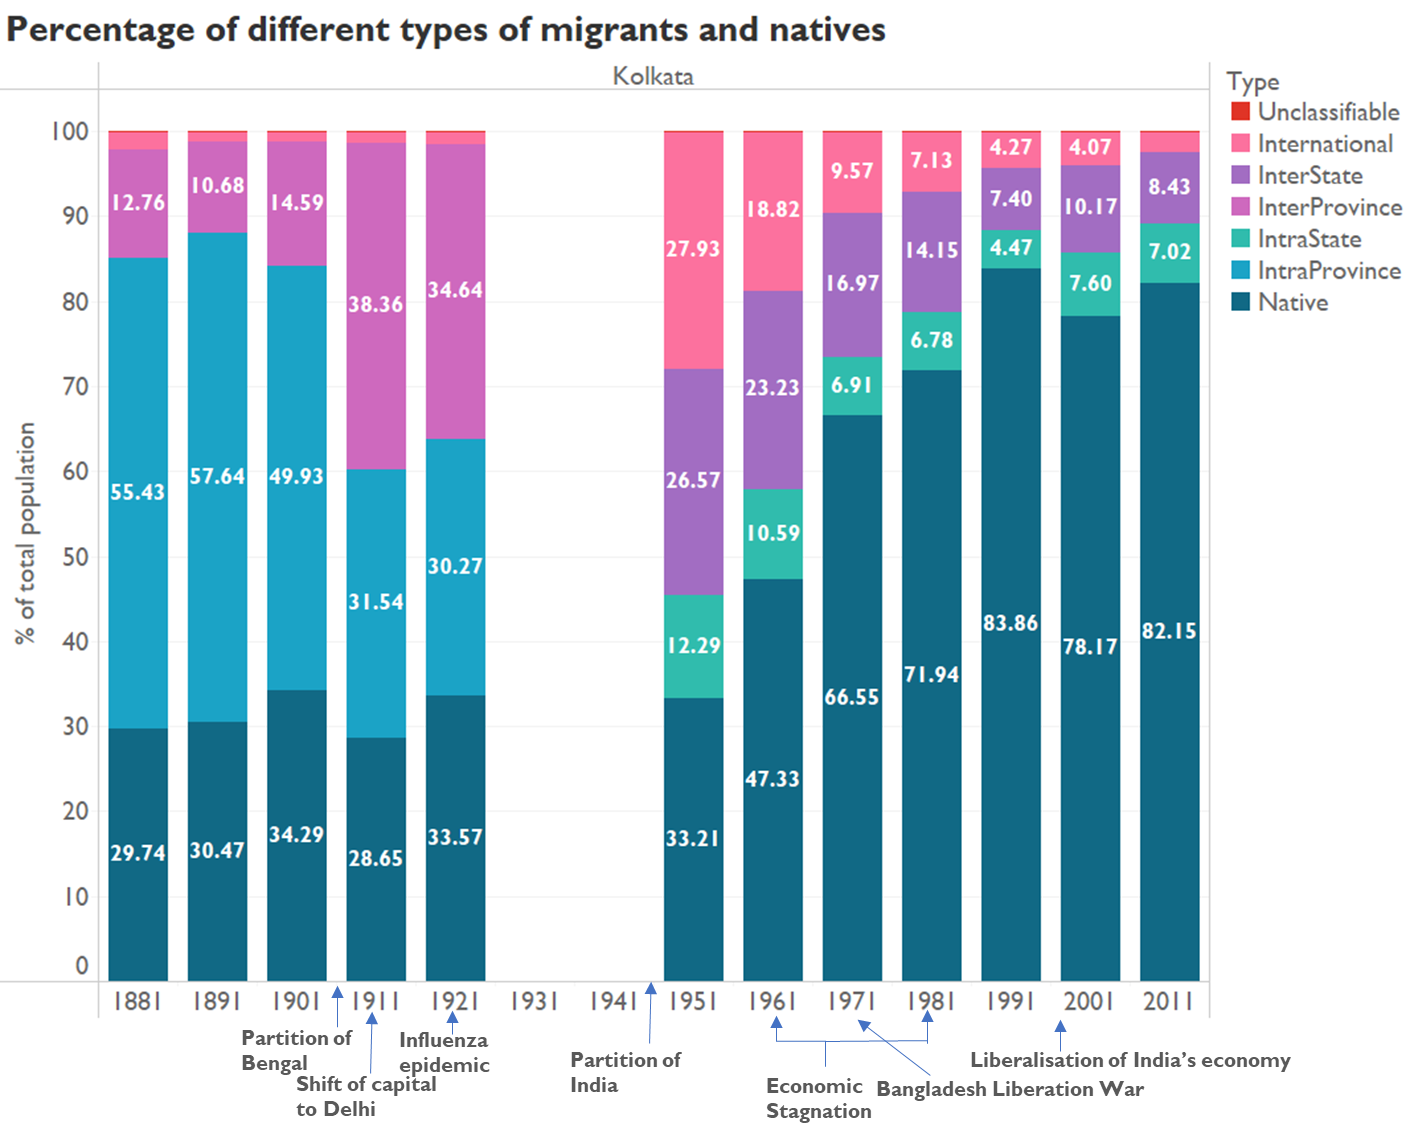 Percentage of different types of migrants and natives
Kolkata
Type
Unclassifiable
International
InterState
InterProvince
IntraState
IntraProvince
Native
% of total population
100
90
80
70
60
50
40
30
20
10
0
12.76
55.43
29.74
10.68
57.64
30.47
14.59
49.93
34.29
38.36
31.54
28.65
34.64
30.27
33.57
27.93
26.57
12.29
33.21
18.82
23.23
10.59
47.33
9.57
16.97
6.91
66.55
7.13
14.15
6.78
71.94
4.27
7.40
4.47
83.86
4.07
10.17
7.60
78.17
8.43
7.02
82.15
1881 1891 1901 1911 1921 1931 1941 1951 1961 1971 1981 1991 2001 2011
Partition of
Bengal
Shift of capital
to Delhi
Influenza
epidemic
Partition of
India
Economic
Stagnation
Bangladesh Liberation War
Liberalisation of India’s economy